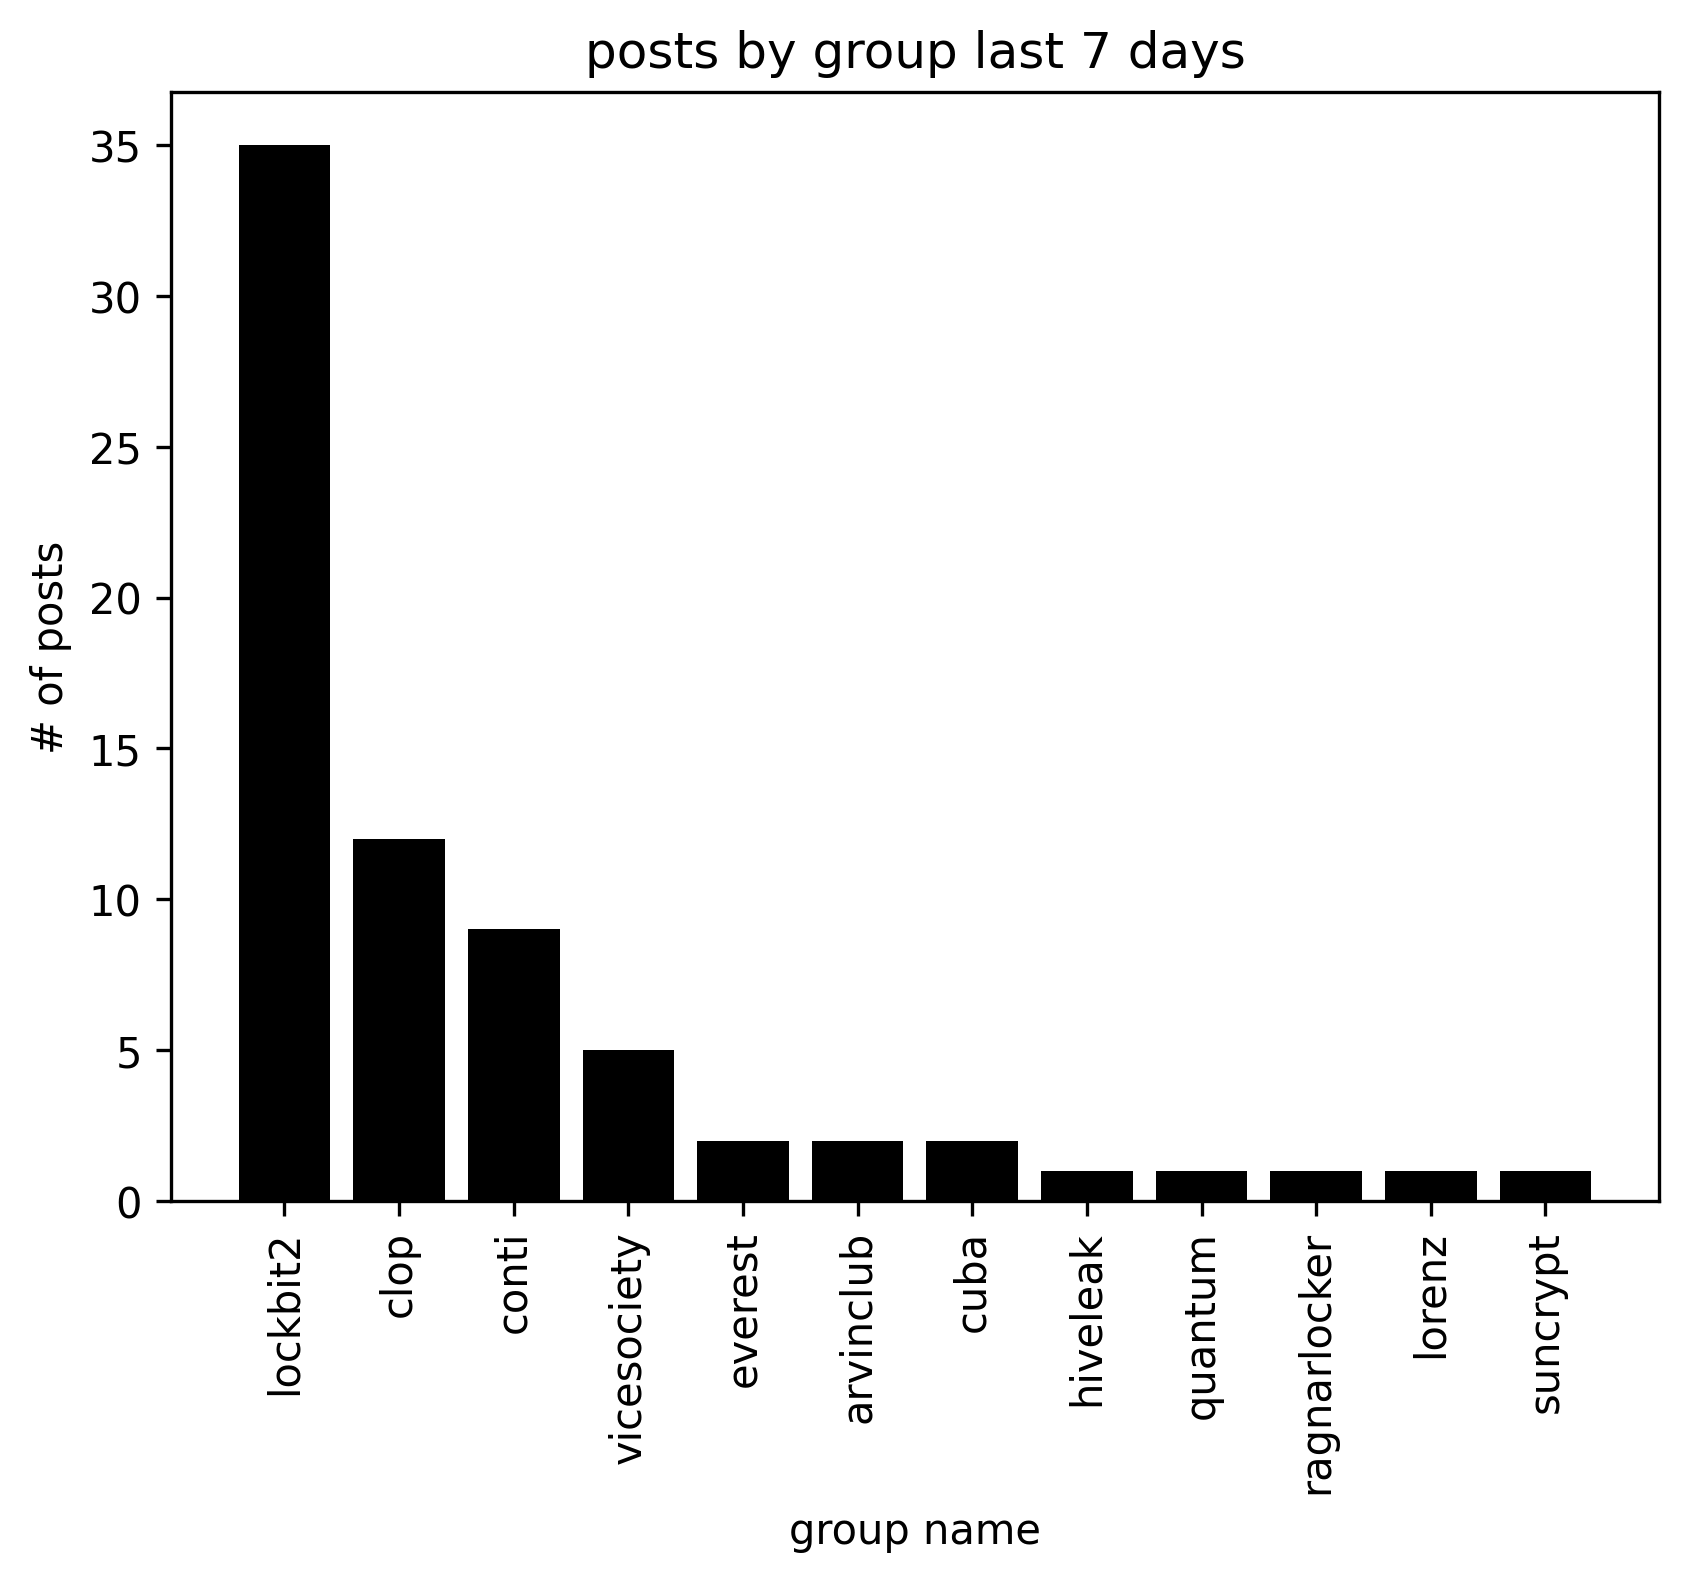 posts by group last 7 days
# of posts
35
30
25
20
15
10
5
0
lockbit2
clop
conti
vicesociety
everest
arvinclub
cuba
hiveleak
quantum
ragnarlocker
lorenz
suncrypt
group name